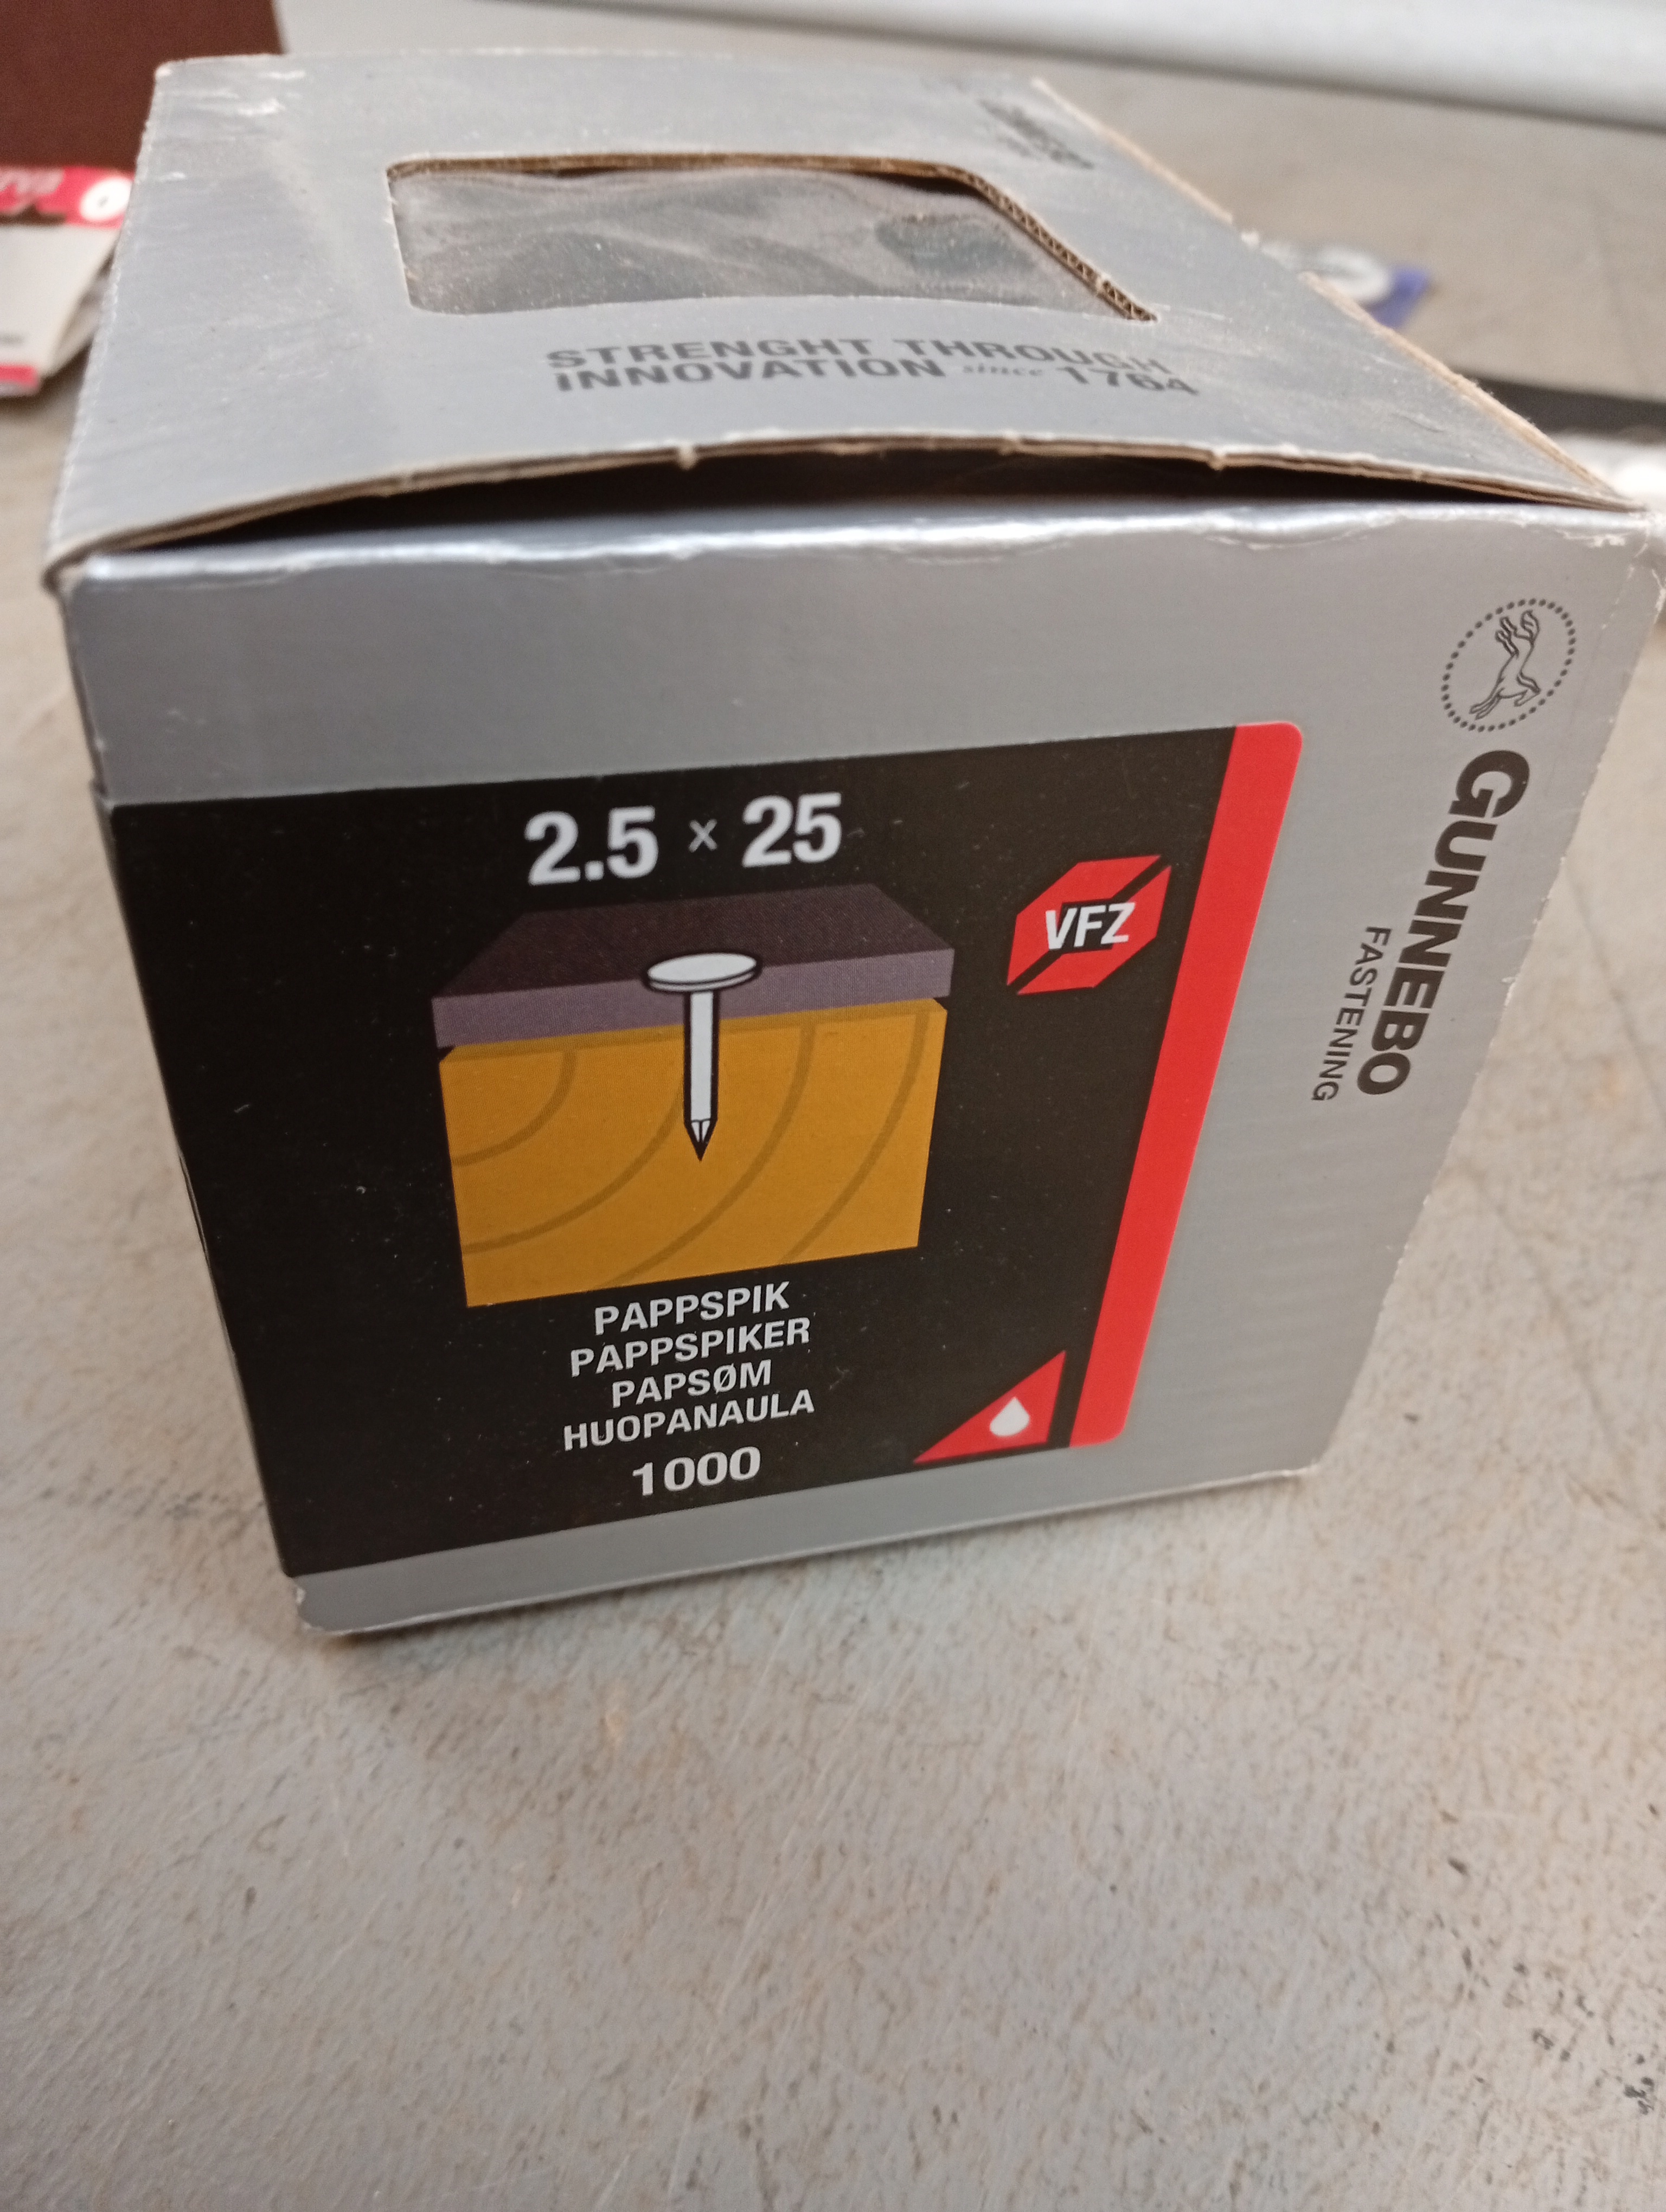 STRENGHT THROUGH
INNOVATION since 1764
GUNNEBO
FASTENING
2.5 x 25
VFZ
PAPPSPIK
PAPPSPIKER
PAPSØM
HUOPANAULA
1000